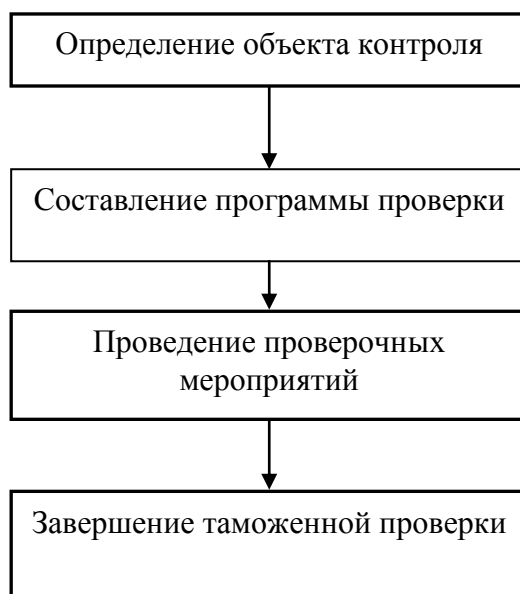 Определение объекта контроля
Составление программы проверки
Проведение проверочных
мероприятий
Завершение таможенной проверки